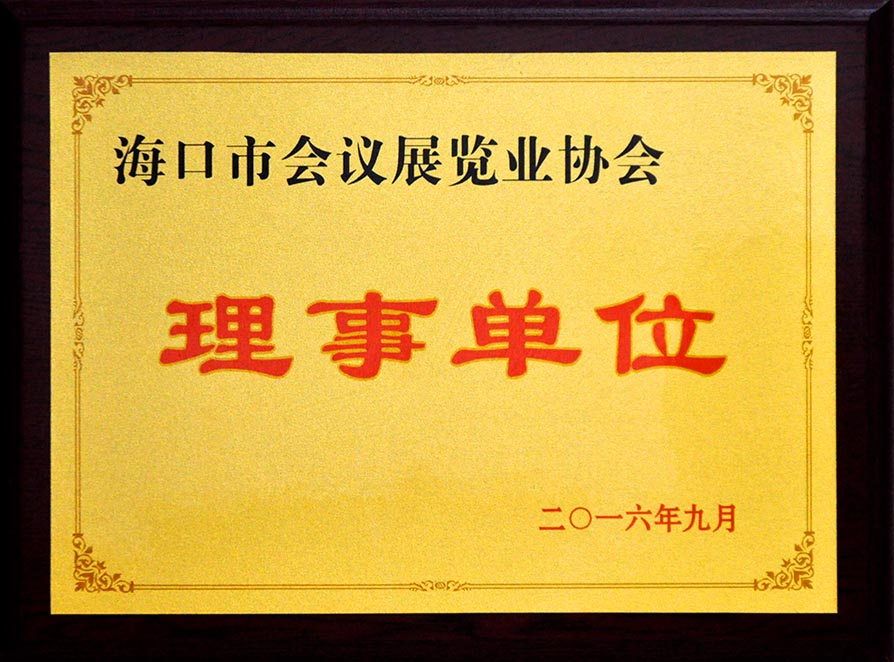 海口市会议展览业协会
理事单位
二〇一六年九月